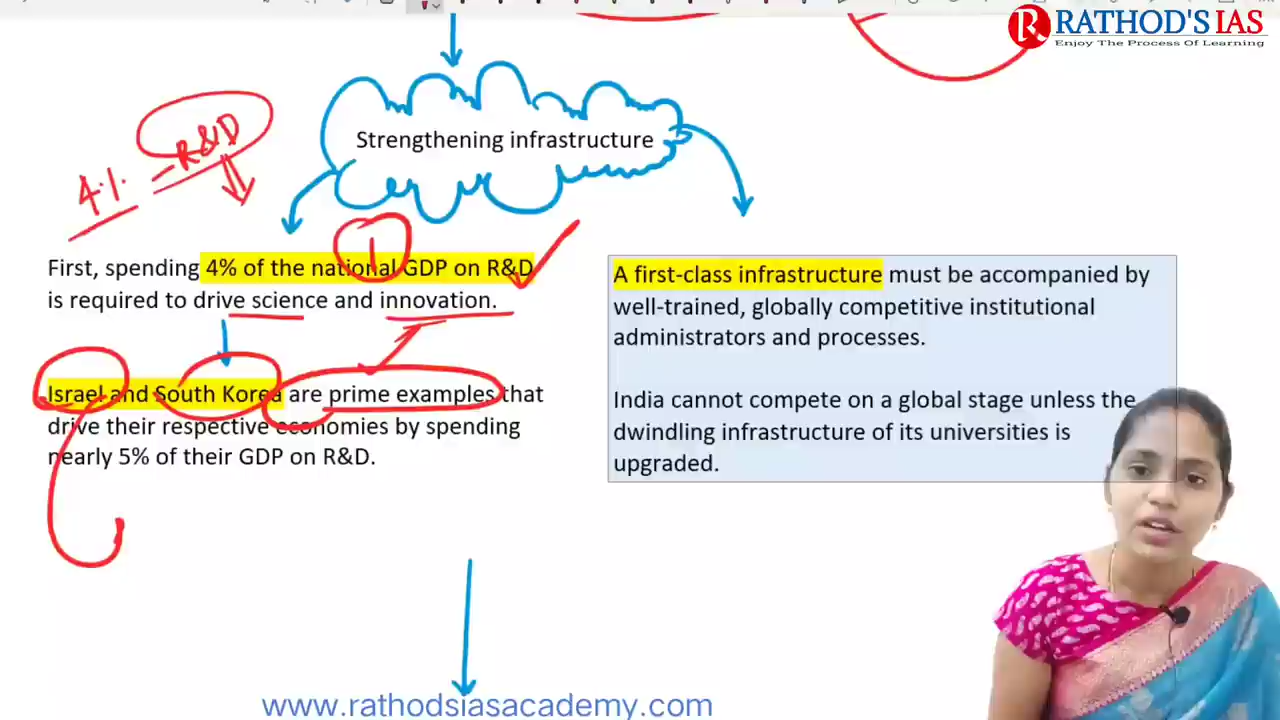 RATHOD'S IAS
Enjoy The Process Of Learning
Strengthening infrastructure
4% - R&D
1
First, spending 4% of the national GDP on R&D
is required to drive science and innovation.
Israel and South Korea are prime examples that
drive their respective economies by spending
nearly 5% of their GDP on R&D.
A first-class infrastructure must be accompanied by
well-trained, globally competitive institutional
administrators and processes.
India cannot compete on a global stage unless the
dwindling infrastructure of its universities is
upgraded.
www.rathodsiasacademy.com